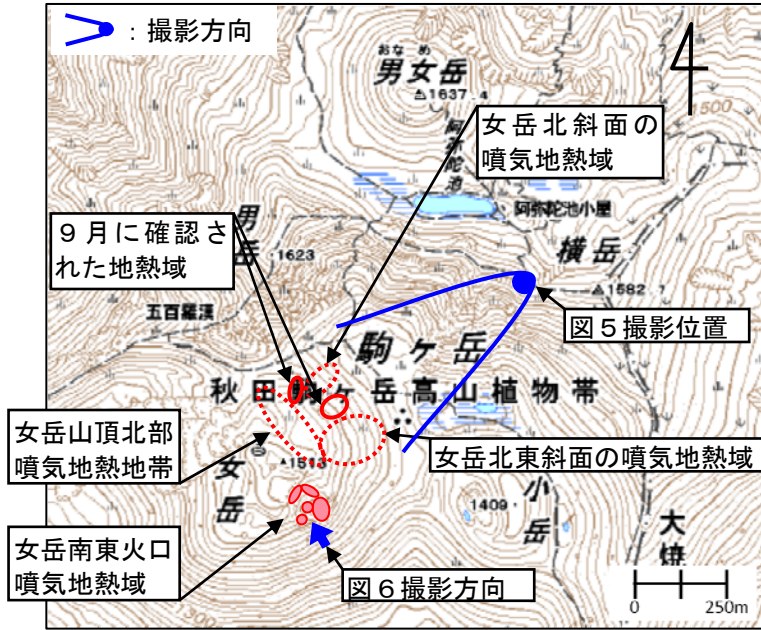 ：撮影方向
おなめ
男女岳
1637.4
1500
阿弥陀池
女岳北斜面の
噴気地熱域
阿弥陀池小屋
９月に確認さ
れた地熱域
男岳
1623
横岳
1582
五百羅漢
図５撮影位置
駒ヶ岳
秋田駒ヶ岳高山植物帯
女岳山頂北部
噴気地熱地帯
女岳北東斜面の噴気地熱域
女岳
1513
小岳
1409
大焼
女岳南東火口
噴気地熱域
図６撮影方向
1300
0 250m